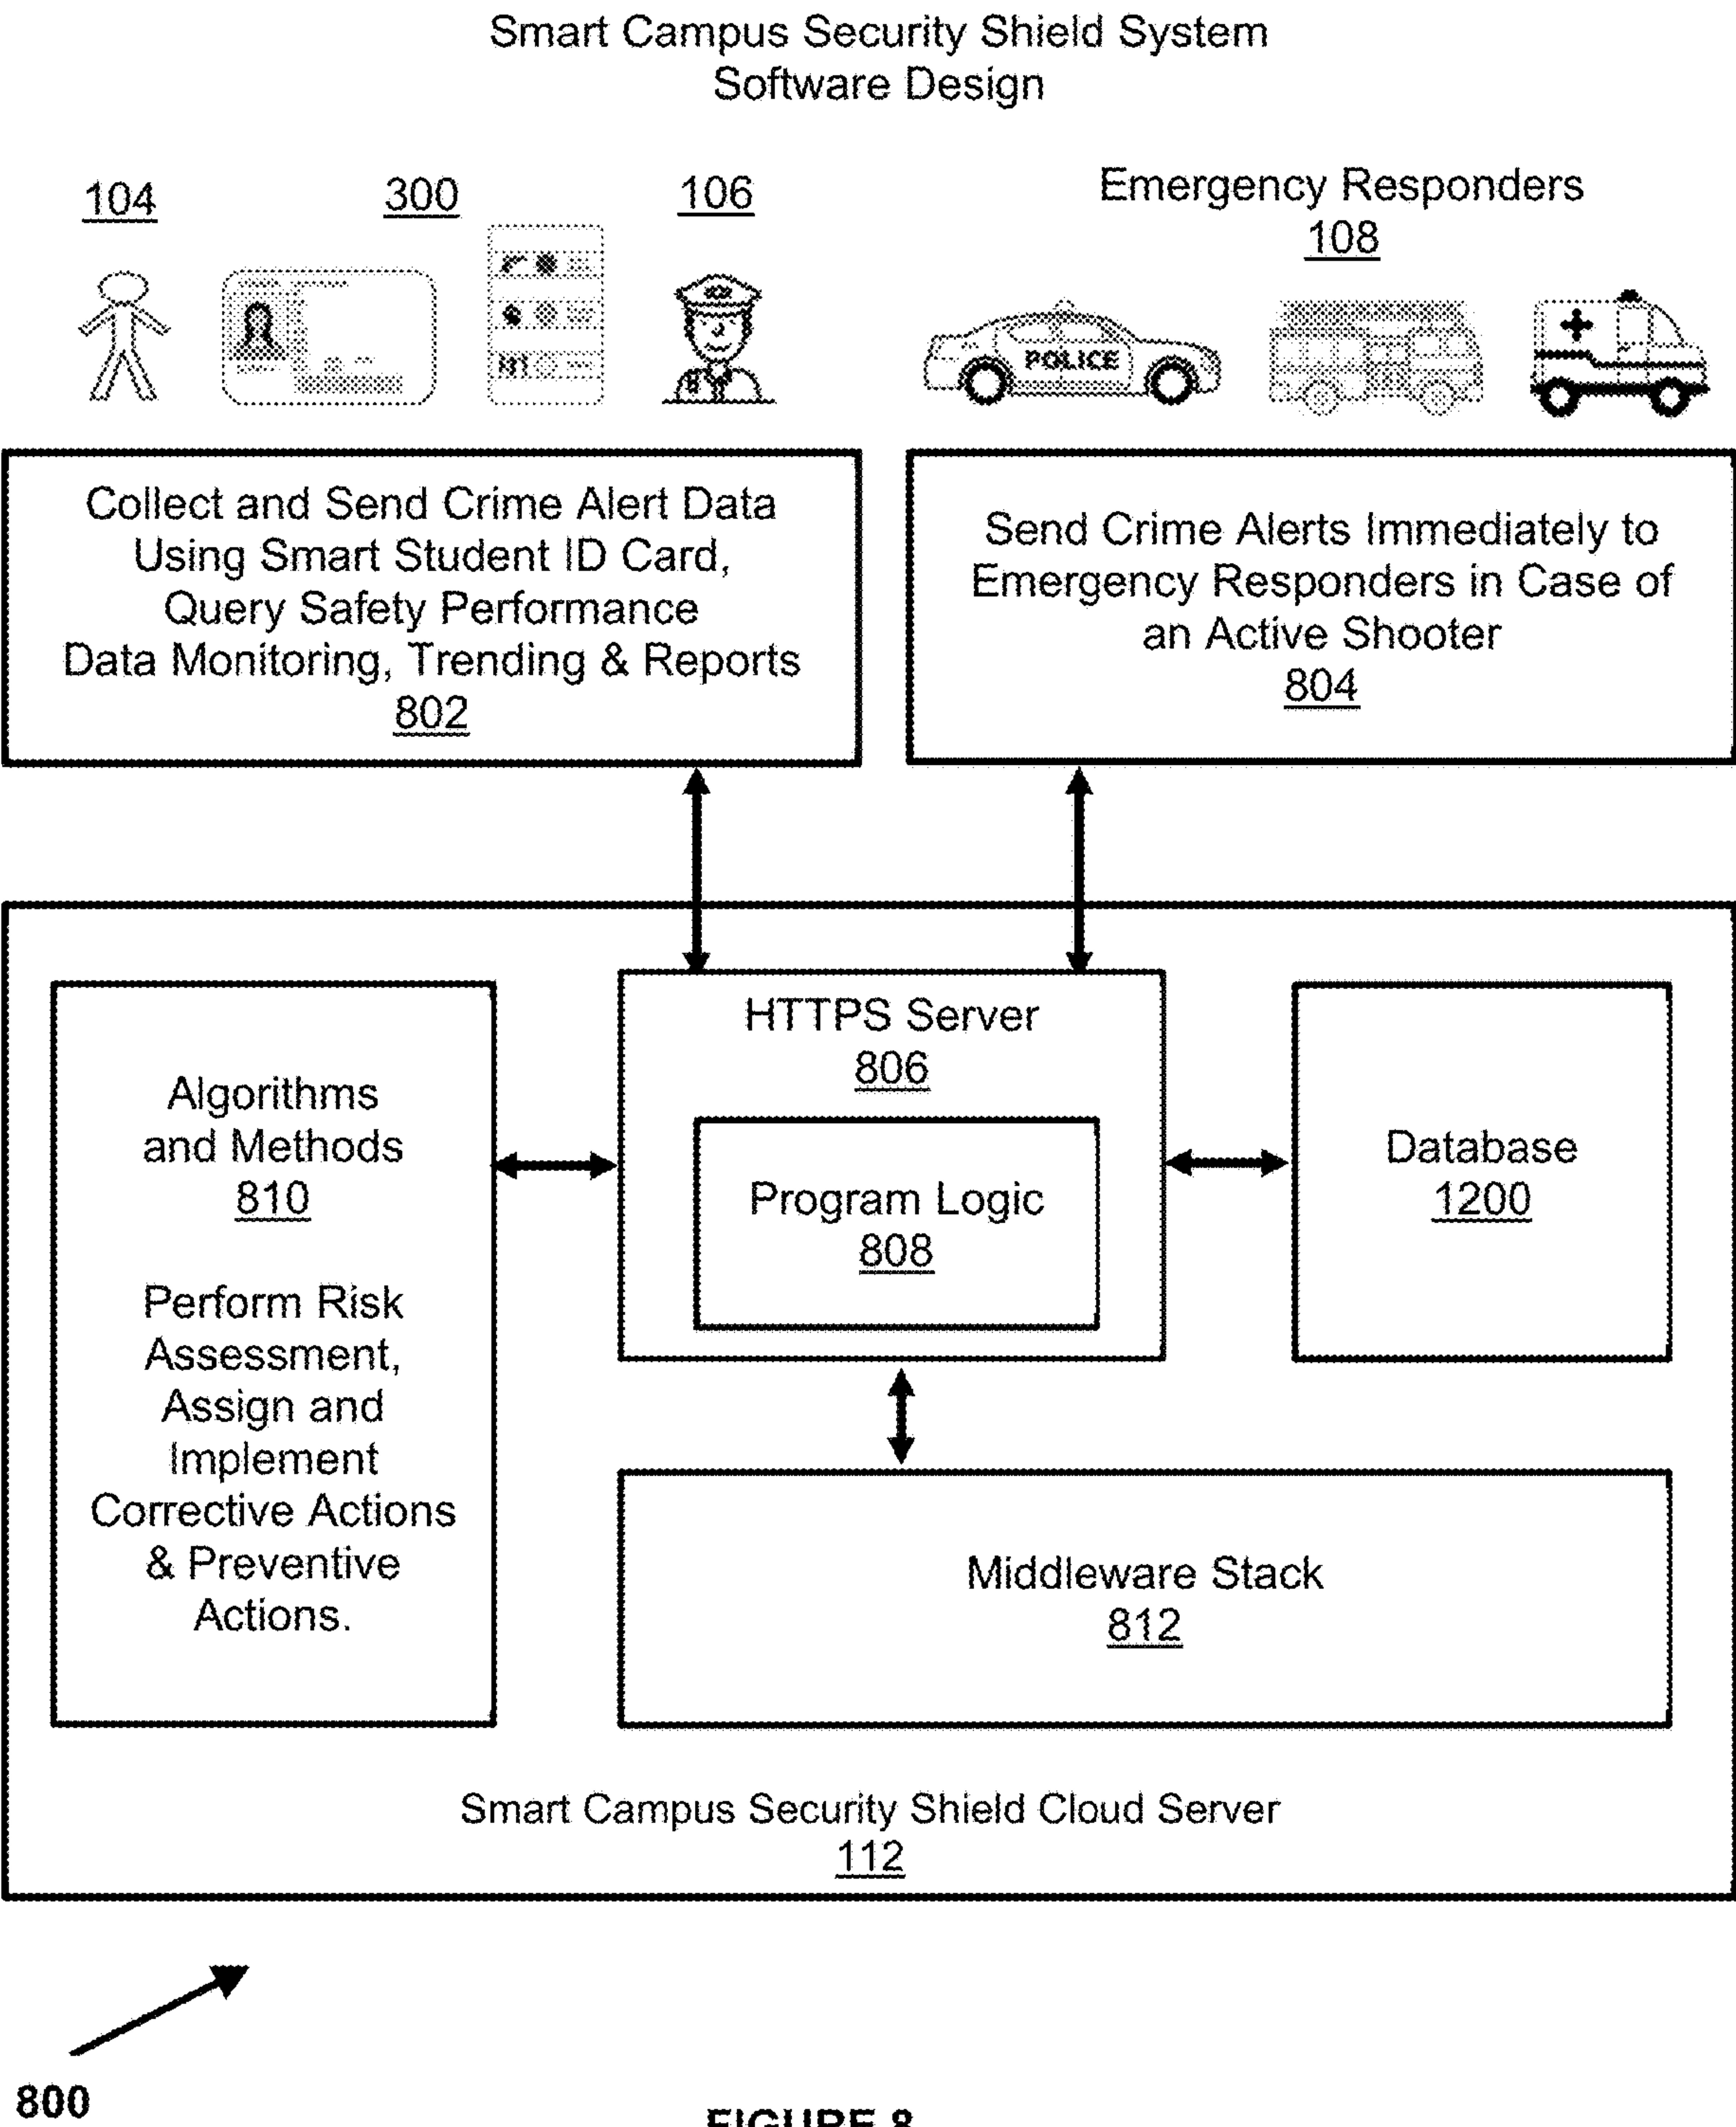 Smart Campus Security Shield System
Software Design
104
300
106
Emergency Responders
108
POLICE
Collect and Send Crime Alert Data
Using Smart Student ID Card,
Query Safety Performance
Data Monitoring, Trending & Reports
802
Send Crime Alerts Immediately to
Emergency Responders in Case of
an Active Shooter
804
Algorithms
and Methods
810
Perform Risk
Assessment,
Assign and
Implement
Corrective Actions
& Preventive
Actions.
HTTPS Server
806
Program Logic
808
Database
1200
Middleware Stack
812
Smart Campus Security Shield Cloud Server
112
800
FIGURE 8